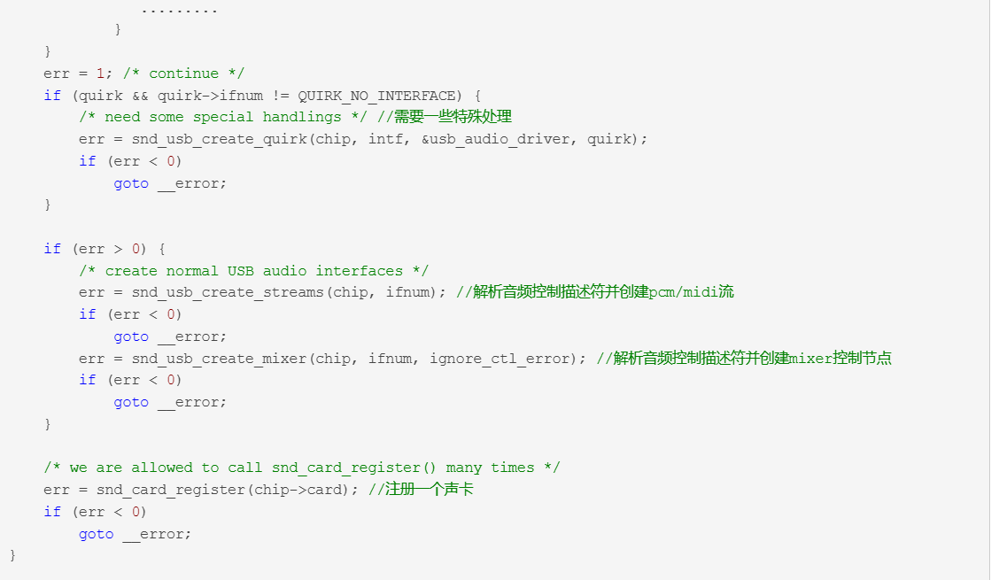 .........
            }
    }
    err = 1; /* continue */
    if (quirk && quirk->ifnum != QUIRK_NO_INTERFACE) {
        /* need some special handlings */ //需要一些特殊处理
        err = snd_usb_create_quirk(chip, intf, &usb_audio_driver, quirk);
        if (err < 0)
            goto __error;
    }

    if (err > 0) {
        /* create normal USB audio interfaces */
        err = snd_usb_create_streams(chip, ifnum); //解析音频控制描述符并创建pcm/midi流
        if (err < 0)
            goto __error;
        err = snd_usb_create_mixer(chip, ifnum, ignore_ctl_error); //解析音频控制描述符并创建mixer控制节点
        if (err < 0)
            goto __error;
    }

    /* we are allowed to call snd_card_register() many times */
    err = snd_card_register(chip->card); //注册一个声卡
    if (err < 0)
        goto __error;
}